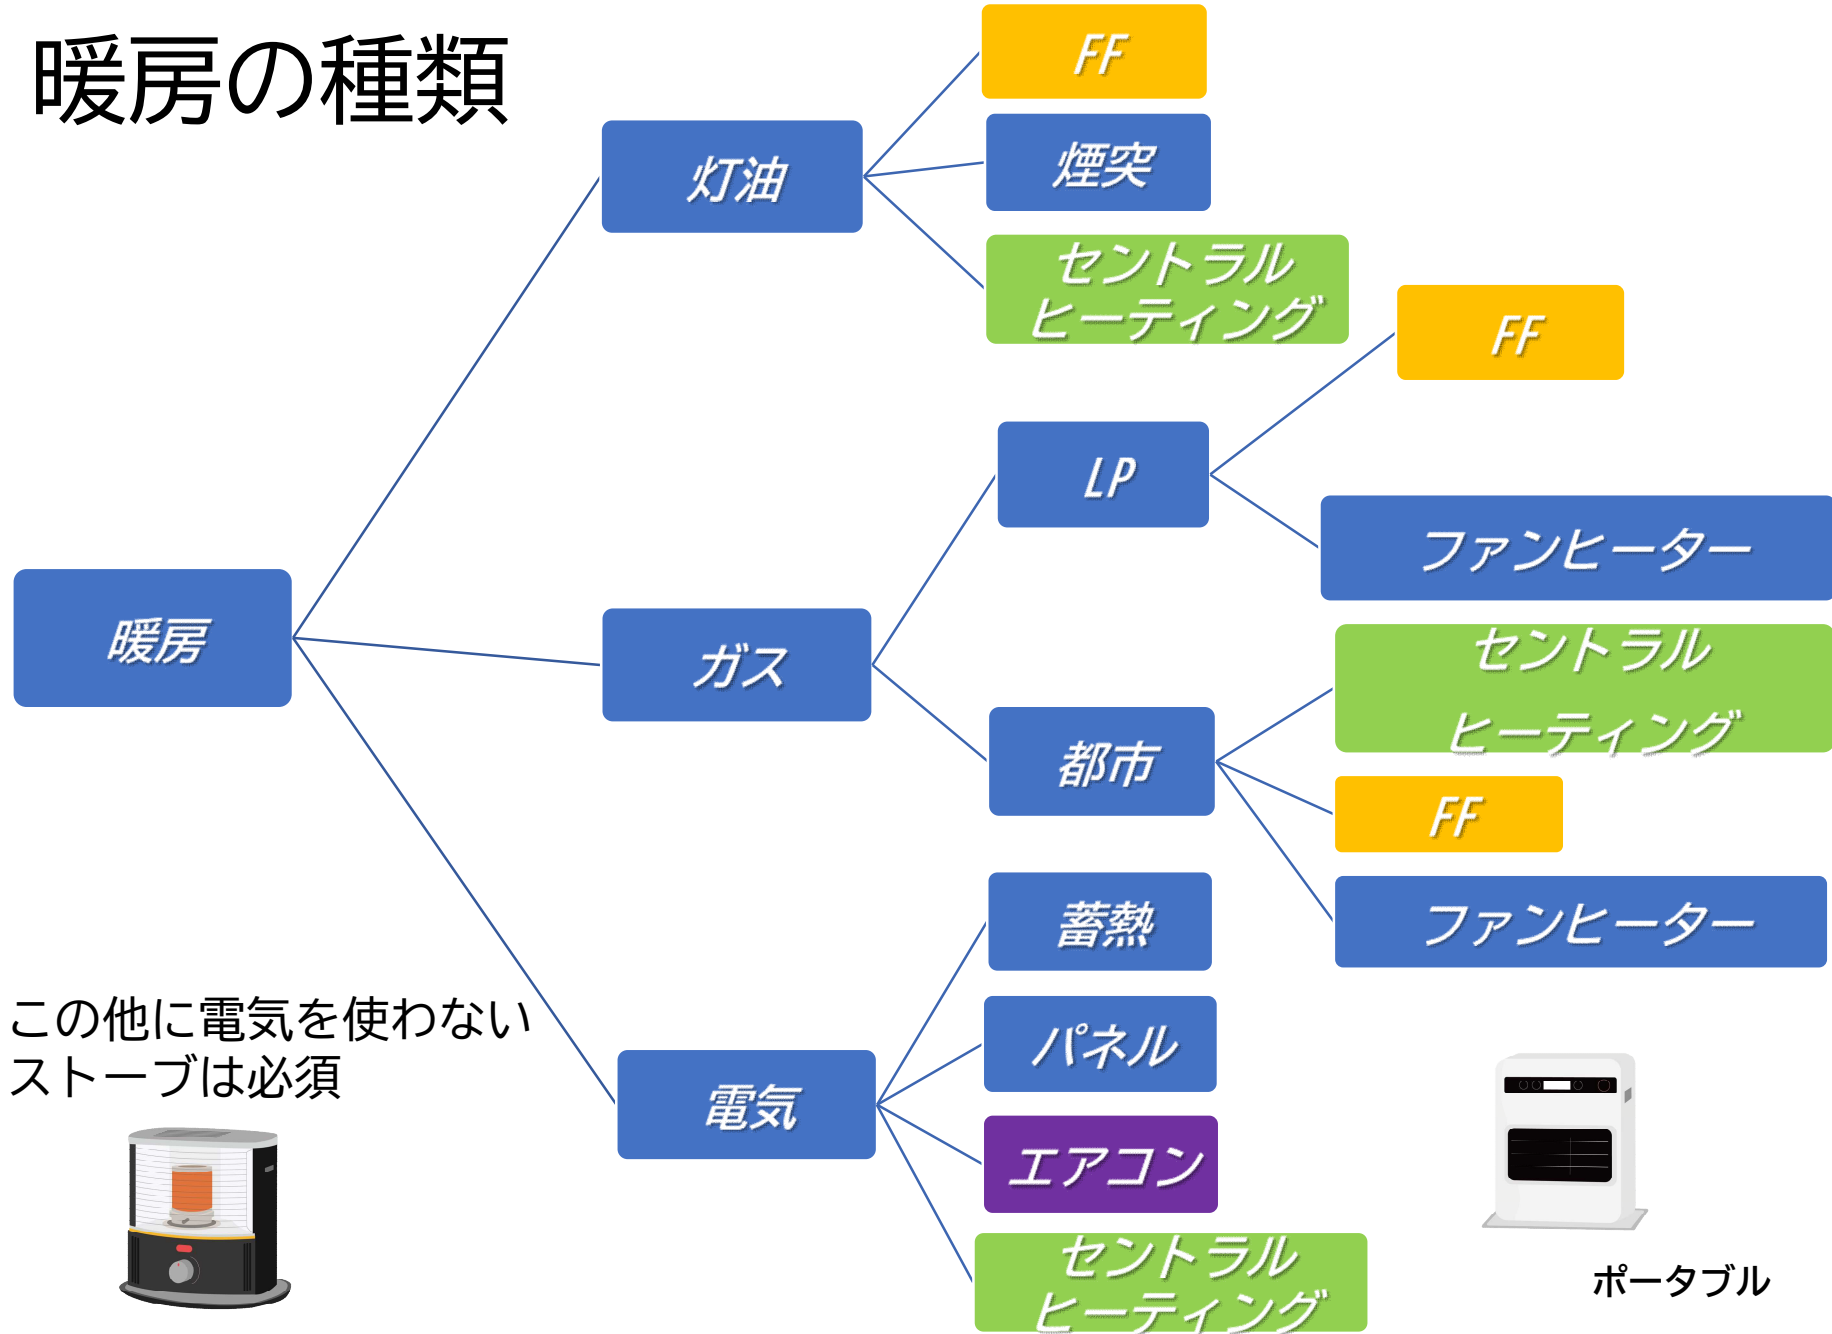 暖房の種類
暖房
灯油
FF
煙突
セントラル
ヒーティング
ガス
LP
FF
ファンヒーター
都市
セントラル
ヒーティング
FF
ファンヒーター
電気
蓄熱
パネル
エアコン
セントラル
ヒーティング
この他に電気を使わない
ストーブは必須
ポータブル